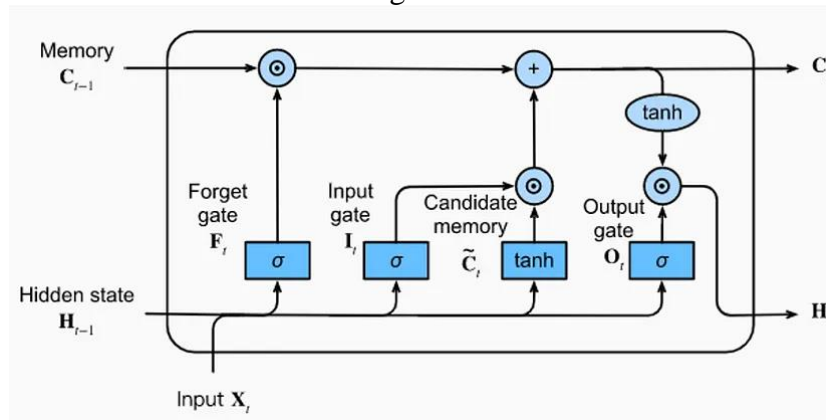 Memory
C_{t-1}
⊙
+
C
tanh
⊙
⊙
Forget
gate
F_t
Input
gate
I_t
Candidate
memory
C̃_t
Output
gate
O_t
σ
σ
tanh
σ
Hidden state
H_{t-1}
H
Input X_t